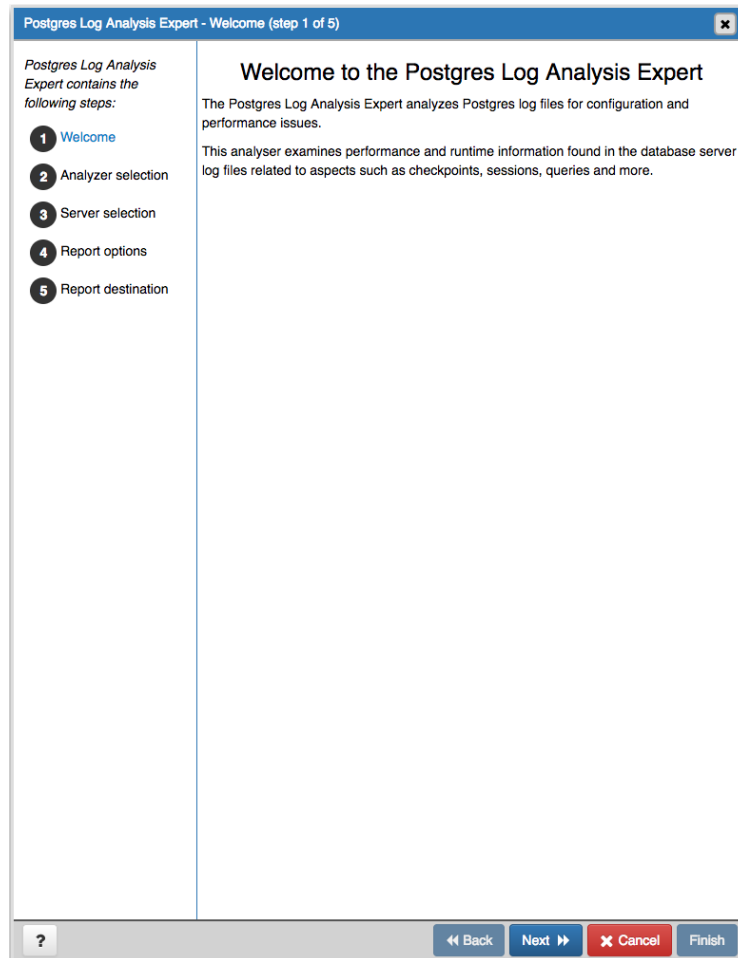 Postgres Log Analysis Expert - Welcome (step 1 of 5)
Postgres Log Analysis
Expert contains the
following steps:
1 Welcome
2 Analyzer selection
3 Server selection
4 Report options
5 Report destination
Welcome to the Postgres Log Analysis Expert
The Postgres Log Analysis Expert analyzes Postgres log files for configuration and
performance issues.
This analyser examines performance and runtime information found in the database server
log files related to aspects such as checkpoints, sessions, queries and more.
? Back Next Cancel Finish